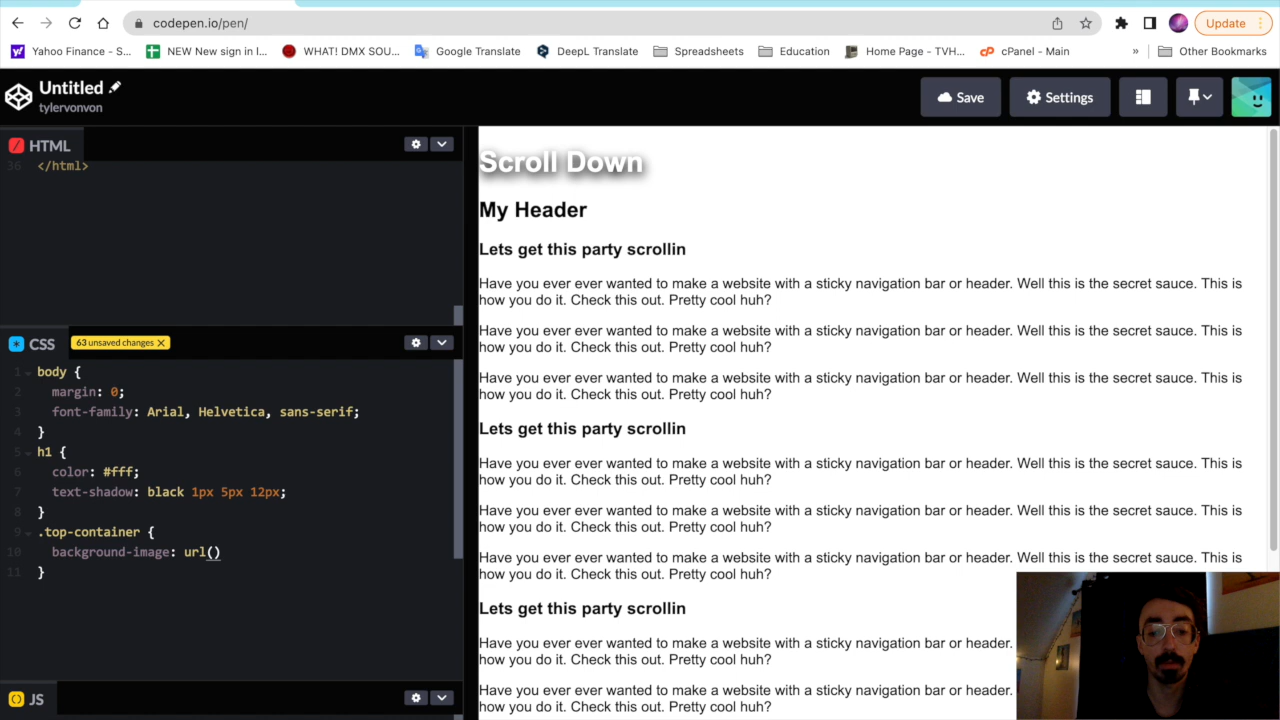 codepen.io/pen/
Update
Yahoo Finance - S...
NEW New sign in I...
WHAT! DMX SOU...
Google Translate
DeepL Translate
Spreadsheets
Education
Home Page - TVH...
cPanel - Main
»
Other Bookmarks
Untitled
tylervonvon
Save
Settings
HTML
36 </html>
CSS
63 unsaved changes X
1 body {
2 margin: 0;
3 font-family: Arial, Helvetica, sans-serif;
4 }
5 h1 {
6 color: #fff;
7 text-shadow: black 1px 5px 12px;
8 }
9 .top-container {
10 background-image: url()
11 }
JS
Scroll Down
My Header
Lets get this party scrollin
Have you ever ever wanted to make a website with a sticky navigation bar or header. Well this is the secret sauce. This is
how you do it. Check this out. Pretty cool huh?
Have you ever ever wanted to make a website with a sticky navigation bar or header. Well this is the secret sauce. This is
how you do it. Check this out. Pretty cool huh?
Have you ever ever wanted to make a website with a sticky navigation bar or header. Well this is the secret sauce. This is
how you do it. Check this out. Pretty cool huh?
Lets get this party scrollin
Have you ever ever wanted to make a website with a sticky navigation bar or header. Well this is the secret sauce. This is
how you do it. Check this out. Pretty cool huh?
Have you ever ever wanted to make a website with a sticky navigation bar or header. Well this is the secret sauce. This is
how you do it. Check this out. Pretty cool huh?
Have you ever ever wanted to make a website with a sticky navigation bar or header. Well this is the secret sauce. This is
how you do it. Check this out. Pretty cool huh?
Lets get this party scrollin
Have you ever ever wanted to make a website with a sticky navigation bar or header.
how you do it. Check this out. Pretty cool huh?
Have you ever ever wanted to make a website with a sticky navigation bar or header.
how you do it. Check this out. Pretty cool huh?